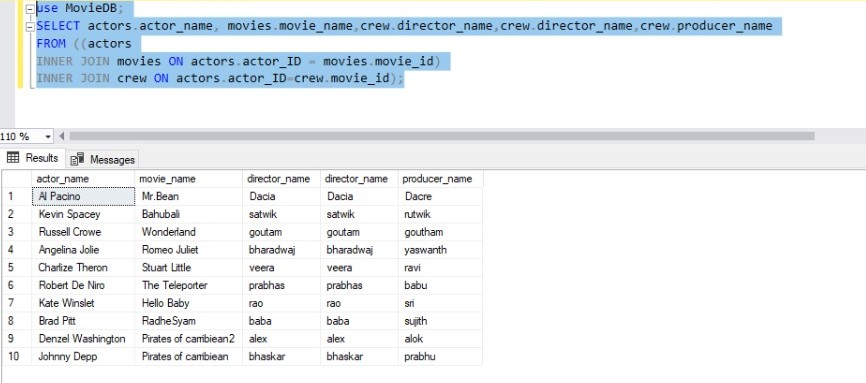 use MovieDB;
SELECT actors.actor_name, movies.movie_name,crew.director_name,crew.director_name,crew.producer_name
FROM ((actors
INNER JOIN movies ON actors.actor_ID = movies.movie_id)
INNER JOIN crew ON actors.actor_ID=crew.movie_id);
110 %
Results Messages
actor_name movie_name director_name director_name producer_name
1 Al Pacino Mr.Bean Dacia Dacia Dacre
2 Kevin Spacey Bahubali satwik satwik rutwik
3 Russell Crowe Wonderland goutam goutam goutham
4 Angelina Jolie Romeo Juliet bharadwaj bharadwaj yaswanth
5 Charlize Theron Stuart Little veera veera ravi
6 Robert De Niro The Teleporter prabhas prabhas babu
7 Kate Winslet Hello Baby rao rao sri
8 Brad Pitt RadheSyam baba baba sujith
9 Denzel Washington Pirates of carribiean2 alex alex alok
10 Johnny Depp Pirates of carribiean bhaskar bhaskar prabhu